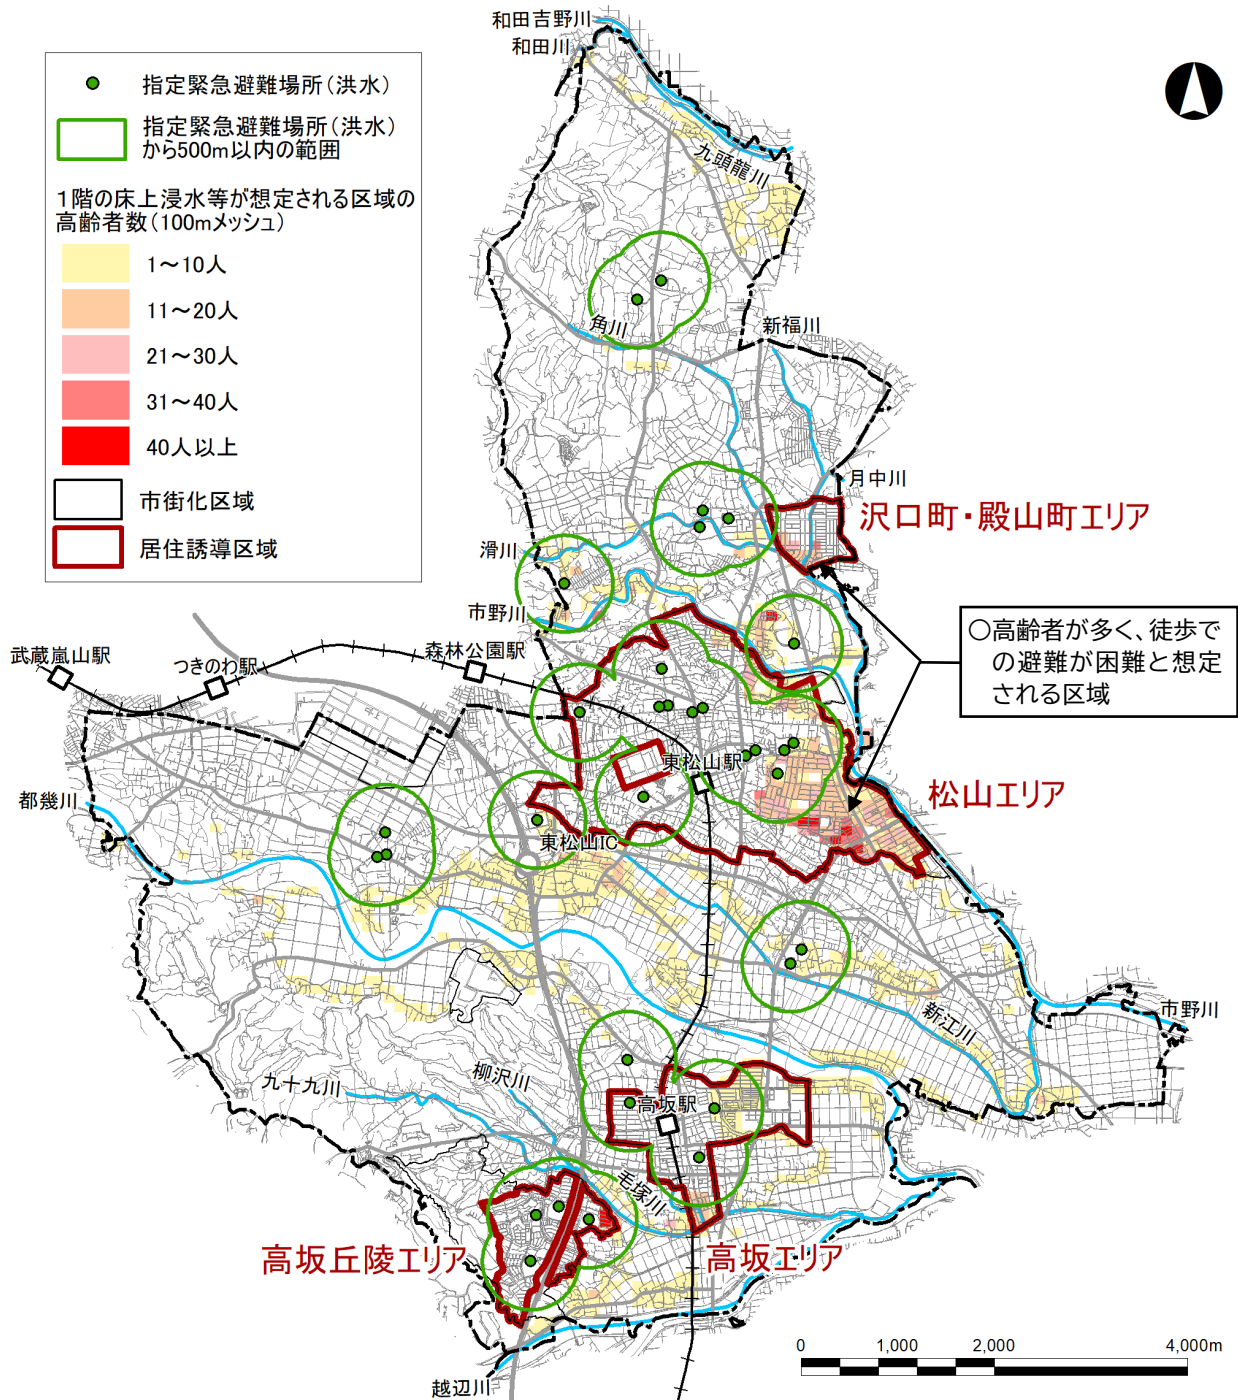 和田吉野川
和田川
指定緊急避難場所（洪水）
指定緊急避難場所（洪水）
から500m以内の範囲
1階の床上浸水等が想定される区域の
高齢者数（100mメッシュ）
1～10人
11～20人
21～30人
31～40人
40人以上
市街化区域
居住誘導区域
九頭龍川
角川
新福川
月中川
沢口町・殿山町エリア
滑川
市野川
○高齢者が多く、徒歩で
の避難が困難と想定
される区域
武蔵嵐山駅
つきのわ駅
森林公園駅
東松山駅
松山エリア
都幾川
東松山IC
新江川
市野川
九十九川
柳沢川
高坂駅
毛塚川
高坂丘陵エリア
高坂エリア
越辺川
0 1,000 2,000 4,000m